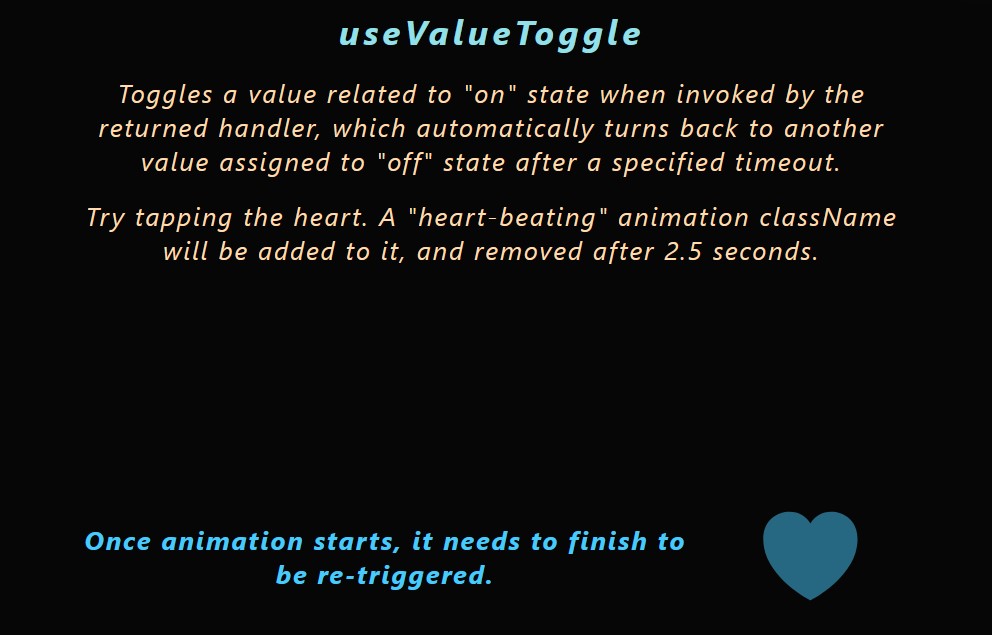 useValueToggle
Toggles a value related to "on" state when invoked by the
returned handler, which automatically turns back to another
value assigned to "off" state after a specified timeout.
Try tapping the heart. A "heart-beating" animation className
will be added to it, and removed after 2.5 seconds.
Once animation starts, it needs to finish to
be re-triggered.